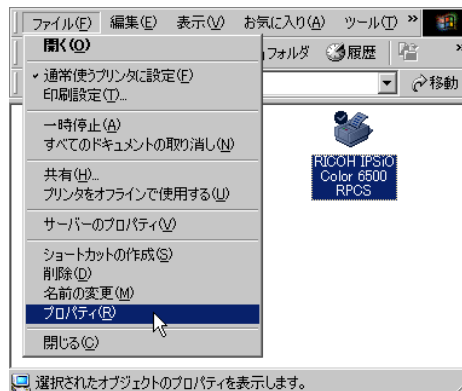 ファイル(F) 編集(E) 表示(V) お気に入り(A) ツール(T) »
開く(O)
フォルダ 履歴 »
通常使うプリンタに設定(F)
印刷設定(T)...
移動
一時停止(A)
すべてのドキュメントの取り消し(N)
共有(H)...
プリンタをオフラインで使用する(U)
サーバーのプロパティ(V)
ショートカットの作成(S)
削除(D)
名前の変更(M)
プロパティ(R)
閉じる(C)
RICOH IPSiO
Color 6500
RPCS
選択されたオブジェクトのプロパティを表示します。